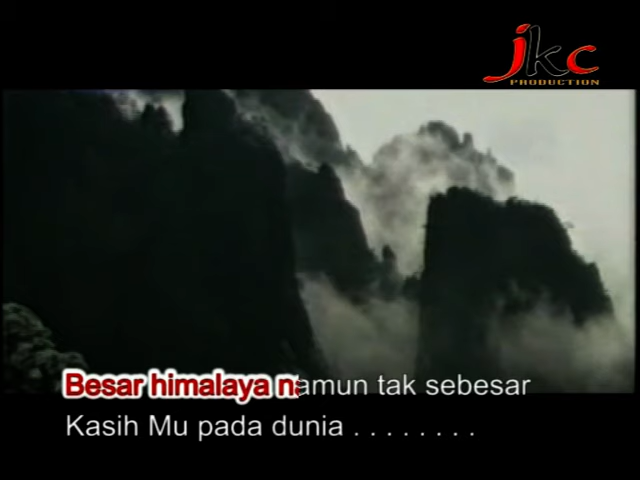 jkc
PRODUCTION
Besar himalaya namun tak sebesar
Kasih Mu pada dunia . . . . . . . .